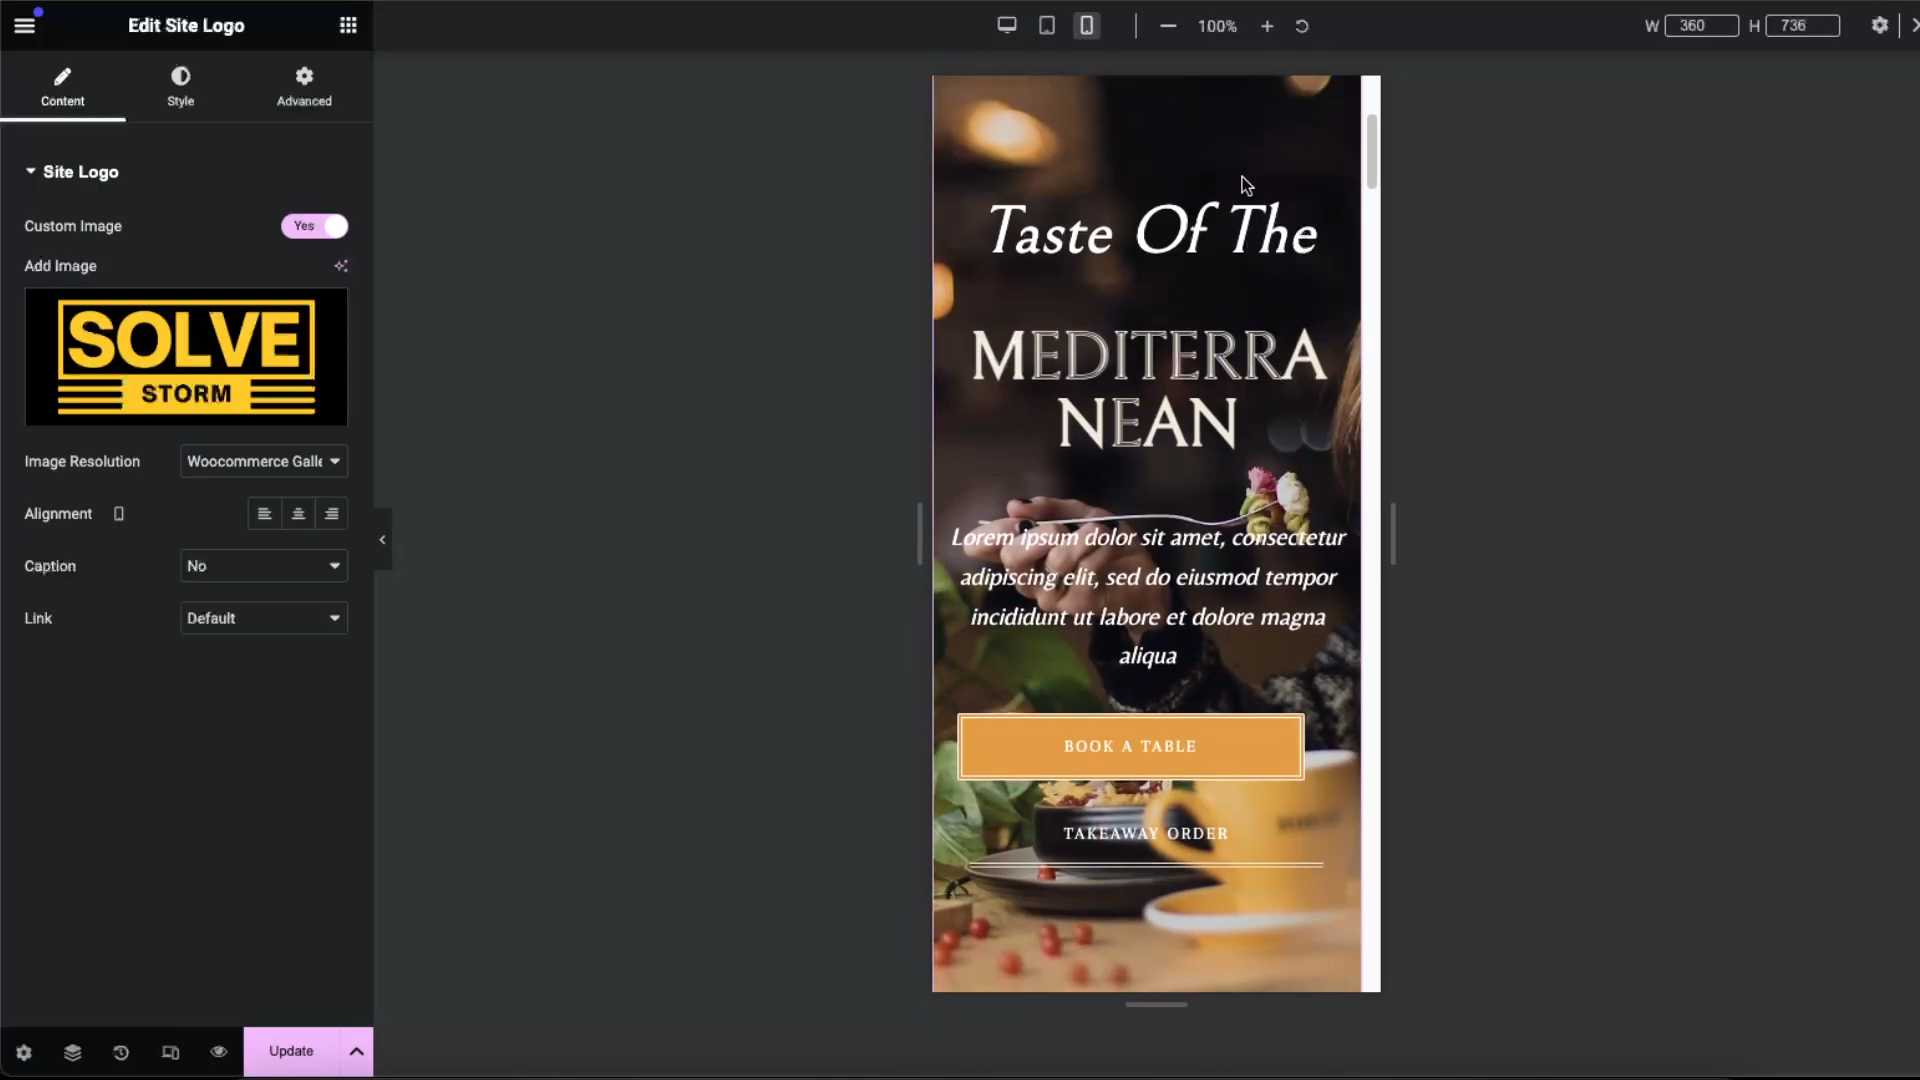 Edit Site Logo
100%
W 360 H 736
Content
Style
Advanced
Site Logo
Custom Image
Yes
Add Image
SOLVE
STORM
Image Resolution
Woocommerce Galle
Alignment
Caption
No
Link
Default
Update
Taste Of The
MEDITERRA
NEAN
Lorem ipsum dolor sit amet, consectetur
adipiscing elit, sed do eiusmod tempor
incididunt ut labore et dolore magna
aliqua
BOOK A TABLE
TAKEAWAY ORDER